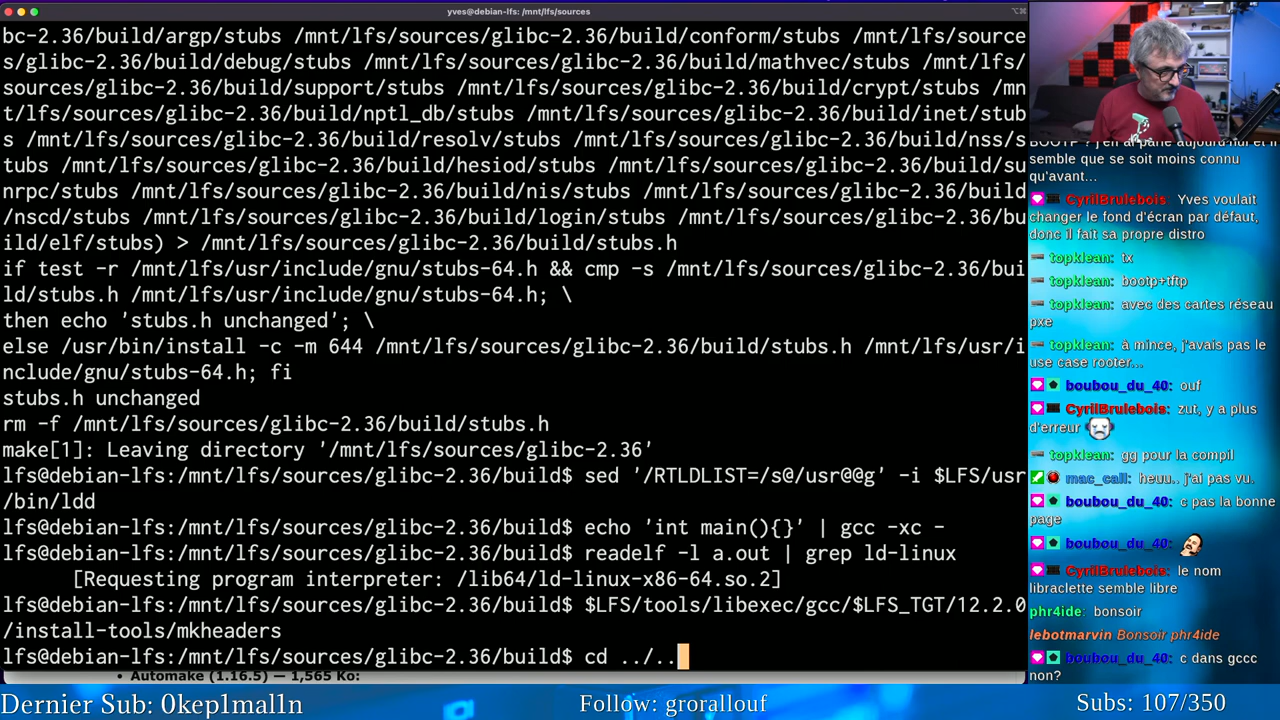 yves@debian-lfs: /mnt/lfs/sources
bc-2.36/build/argp/stubs /mnt/lfs/sources/glibc-2.36/build/conform/stubs /mnt/lfs/source
s/glibc-2.36/build/debug/stubs /mnt/lfs/sources/glibc-2.36/build/mathvec/stubs /mnt/lfs/
sources/glibc-2.36/build/support/stubs /mnt/lfs/sources/glibc-2.36/build/crypt/stubs /mn
t/lfs/sources/glibc-2.36/build/nptl_db/stubs /mnt/lfs/sources/glibc-2.36/build/inet/stub
s /mnt/lfs/sources/glibc-2.36/build/resolv/stubs /mnt/lfs/sources/glibc-2.36/build/nss/s
tubs /mnt/lfs/sources/glibc-2.36/build/hesiod/stubs /mnt/lfs/sources/glibc-2.36/build/su
nrpc/stubs /mnt/lfs/sources/glibc-2.36/build/nis/stubs /mnt/lfs/sources/glibc-2.36/build
/nscd/stubs /mnt/lfs/sources/glibc-2.36/build/login/stubs /mnt/lfs/sources/glibc-2.36/bu
ild/elf/stubs) > /mnt/lfs/sources/glibc-2.36/build/stubs.h
if test -r /mnt/lfs/usr/include/gnu/stubs-64.h && cmp -s /mnt/lfs/sources/glibc-2.36/bui
ld/stubs.h /mnt/lfs/usr/include/gnu/stubs-64.h; \
then echo 'stubs.h unchanged'; \
else /usr/bin/install -c -m 644 /mnt/lfs/sources/glibc-2.36/build/stubs.h /mnt/lfs/usr/i
nclude/gnu/stubs-64.h; fi
stubs.h unchanged
rm -f /mnt/lfs/sources/glibc-2.36/build/stubs.h
make[1]: Leaving directory '/mnt/lfs/sources/glibc-2.36'
lfs@debian-lfs:/mnt/lfs/sources/glibc-2.36/build$ sed '/RTLDLIST=/s@/usr@@g' -i $LFS/usr
/bin/ldd
lfs@debian-lfs:/mnt/lfs/sources/glibc-2.36/build$ echo 'int main(){}' | gcc -xc -
lfs@debian-lfs:/mnt/lfs/sources/glibc-2.36/build$ readelf -l a.out | grep ld-linux
[Requesting program interpreter: /lib64/ld-linux-x86-64.so.2]
lfs@debian-lfs:/mnt/lfs/sources/glibc-2.36/build$ $LFS/tools/libexec/gcc/$LFS_TGT/12.2.0
/install-tools/mkheaders
lfs@debian-lfs:/mnt/lfs/sources/glibc-2.36/build$ cd ../..
• Automake (1.16.5) — 1,565 Ko:
BOOTP ? j'en ai parlé aujourd'hui et il
semble que se soit moins connu
qu'avant...
CyrilBrulebois Yves voulait
changer le fond d'écran par défaut,
donc il fait sa propre distro
topklean: tx
topklean: bootp+tftp
topklean: avec des cartes réseau
pxe
topklean: à mince, j'avais pas le
use case rooter...
boubou_du_40: ouf
CyrilBrulebois: zut, y a plus
d'erreur
topklean: gg pour la compil
mac_call: heuu.. j'ai pas vu.
boubou_du_40: c pas la bonne
page
boubou_du_40:
CyrilBrulebois: le nom
libraclette semble libre
phr4ide: bonsoir
lebotmarvin Bonsoir phr4ide
boubou_du_40: c dans gccc
non?
Dernier Sub: 0kep1mal1n
Follow: grorallouf
Subs: 107/350